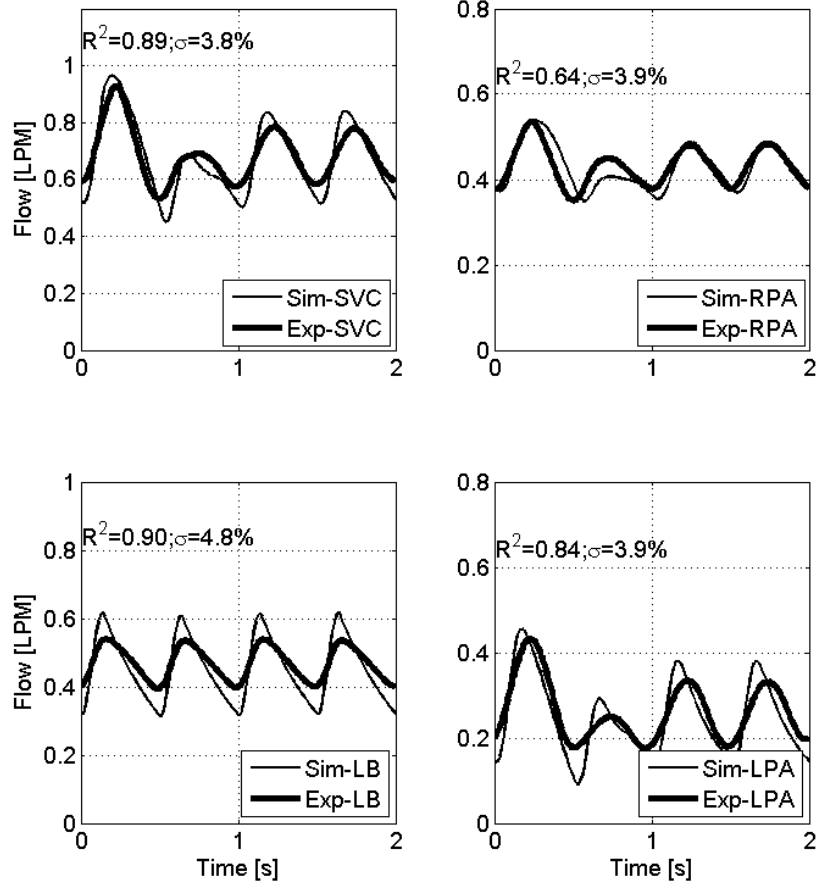 R²=0.89;σ=3.8%
1
0.8
0.6
0.4
0.2
0
Flow [LPM]
Sim-SVC
Exp-SVC
0 1 2
0.8
R²=0.64;σ=3.9%
0.6
0.4
0.2
0
Sim-RPA
Exp-RPA
0 1 2
1
R²=0.90;σ=4.8%
0.8
0.6
0.4
0.2
0
Flow [LPM]
Sim-LB
Exp-LB
0 1 2
Time [s]
0.8
R²=0.84;σ=3.9%
0.6
0.4
0.2
0
Sim-LPA
Exp-LPA
0 1 2
Time [s]